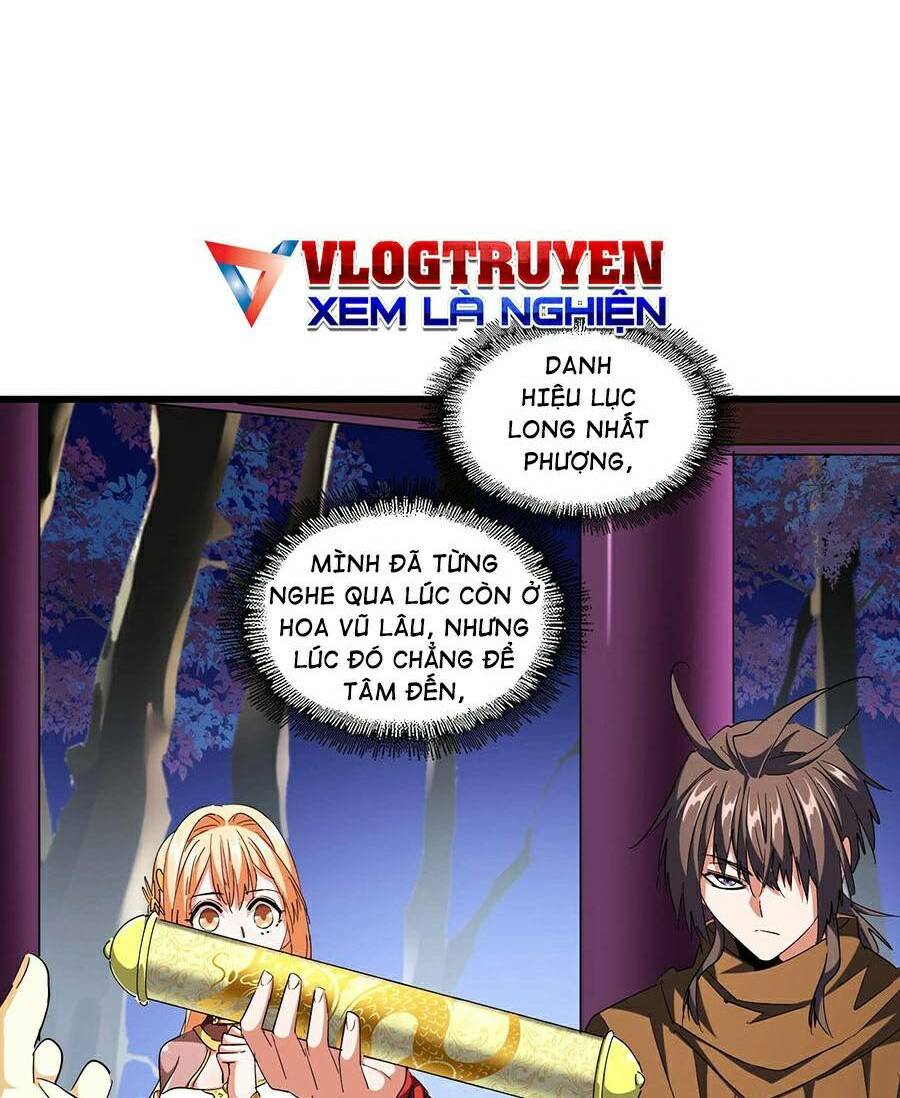 VLOGTRUYEN
XEM LÀ NGHIỆN
DANH
HIỆU LỤC
LONG NHẤT
PHƯỢNG,
MÌNH ĐÃ TỪNG
NGHE QUA LÚC CÒN Ở
HOA VŨ LÂU, NHƯNG
LÚC ĐÓ CHẲNG ĐỂ
TÂM ĐẾN,